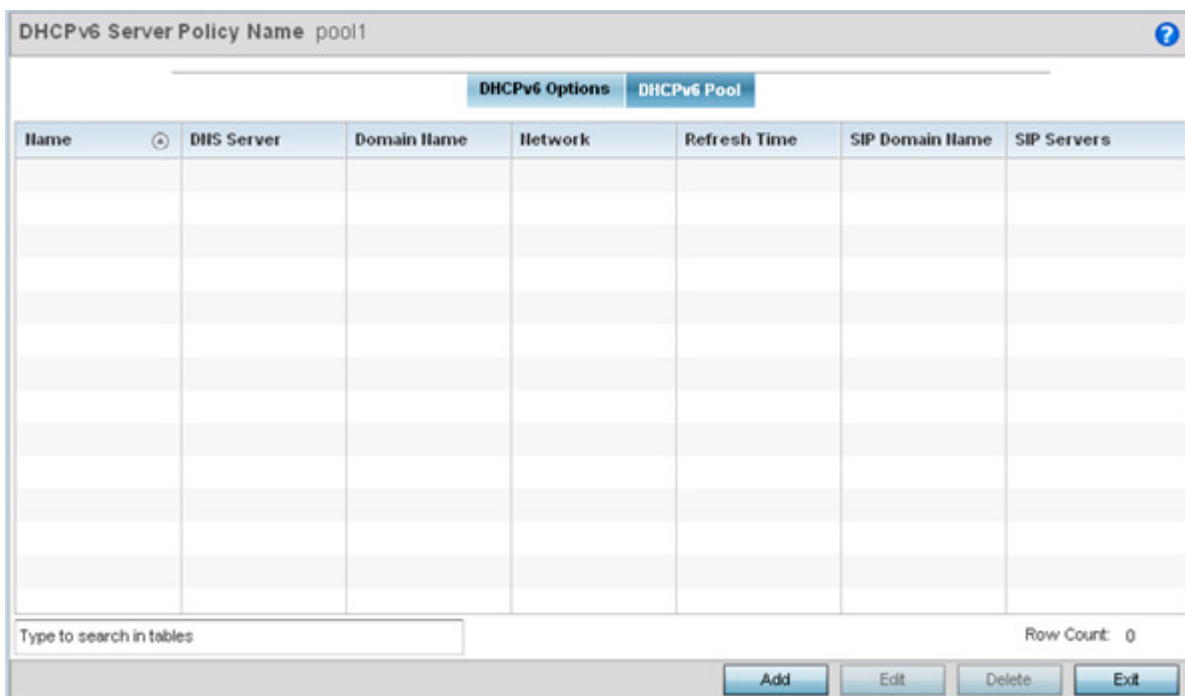 DHCPv6 Server Policy Name pool1
?
DHCPv6 Options DHCPv6 Pool
Name DNS Server Domain Name Network Refresh Time SIP Domain Name SIP Servers
Type to search in tables
Row Count: 0
Add Edit Delete Exit